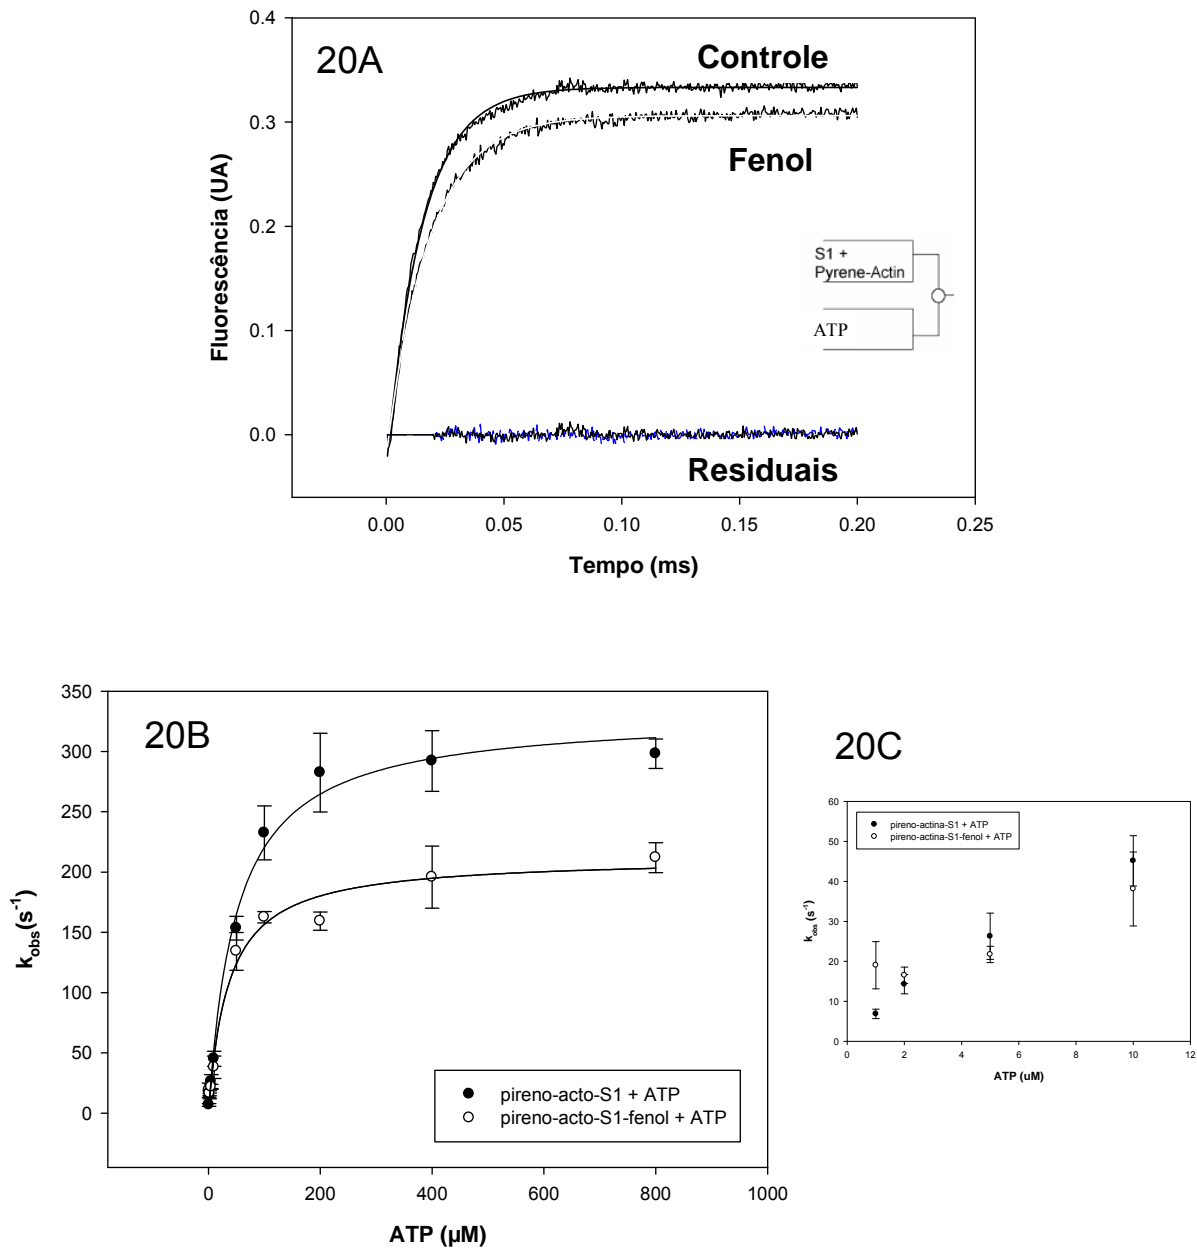 20A
0.4
0.3
0.2
0.1
0.0
Fluorescência (UA)
Controle
Fenol
S1 +
Pyrene-Actin
ATP
Residuais
0.00 0.05 0.10 0.15 0.20 0.25
Tempo (ms)
20B
350
300
250
200
150
100
50
0
kobs(s-1)
pireno-acto-S1 + ATP
pireno-acto-S1-fenol + ATP
0 200 400 600 800 1000
ATP (µM)
20C
60
50
40
30
20
10
0
kobs (s-1)
pireno-actina-S1 + ATP
pireno-actina-S1-fenol + ATP
0 2 4 6 8 10 12
ATP (uM)